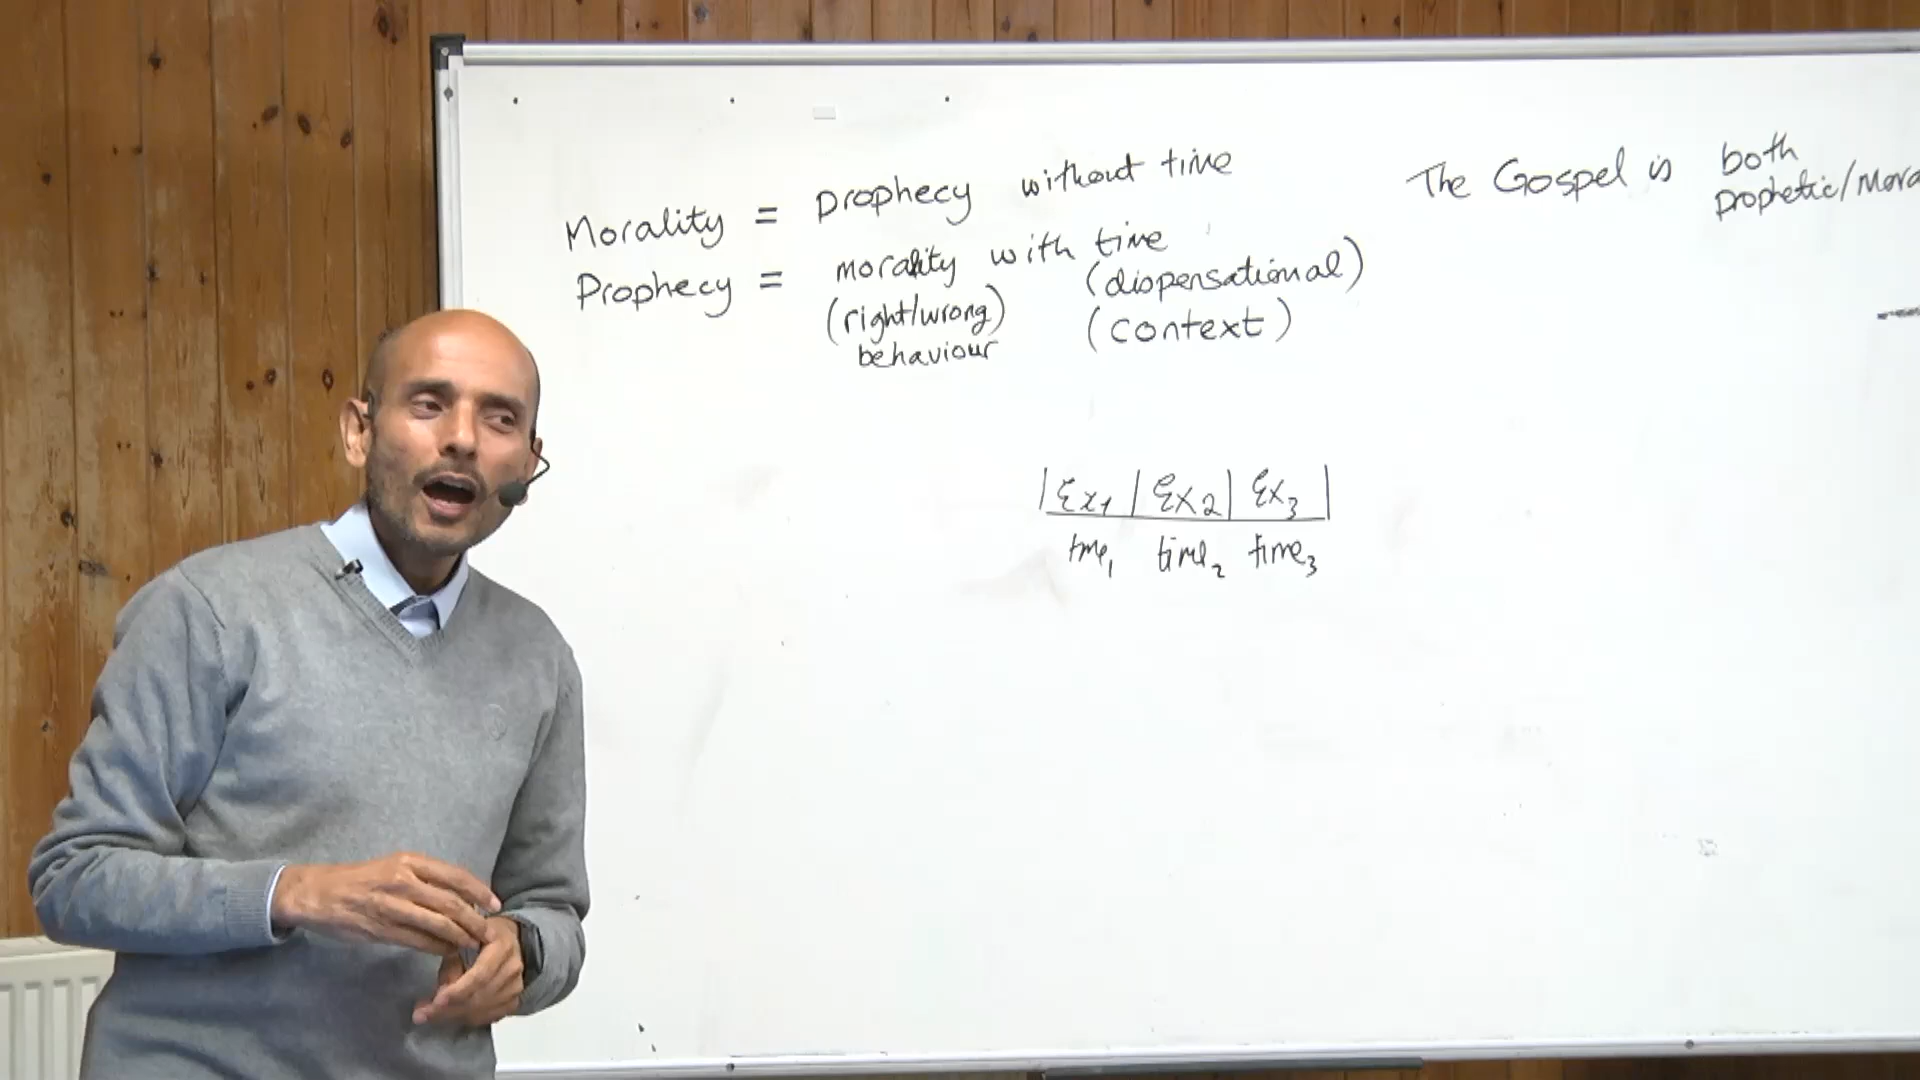 Morality = prophecy without time
Prophecy = morality with time
(right/wrong) (dispensational)
behaviour (context)
The Gospel is both
prophetic/Mora
|Ex1 | Ex2 | Ex3 |
time1 time2 time3